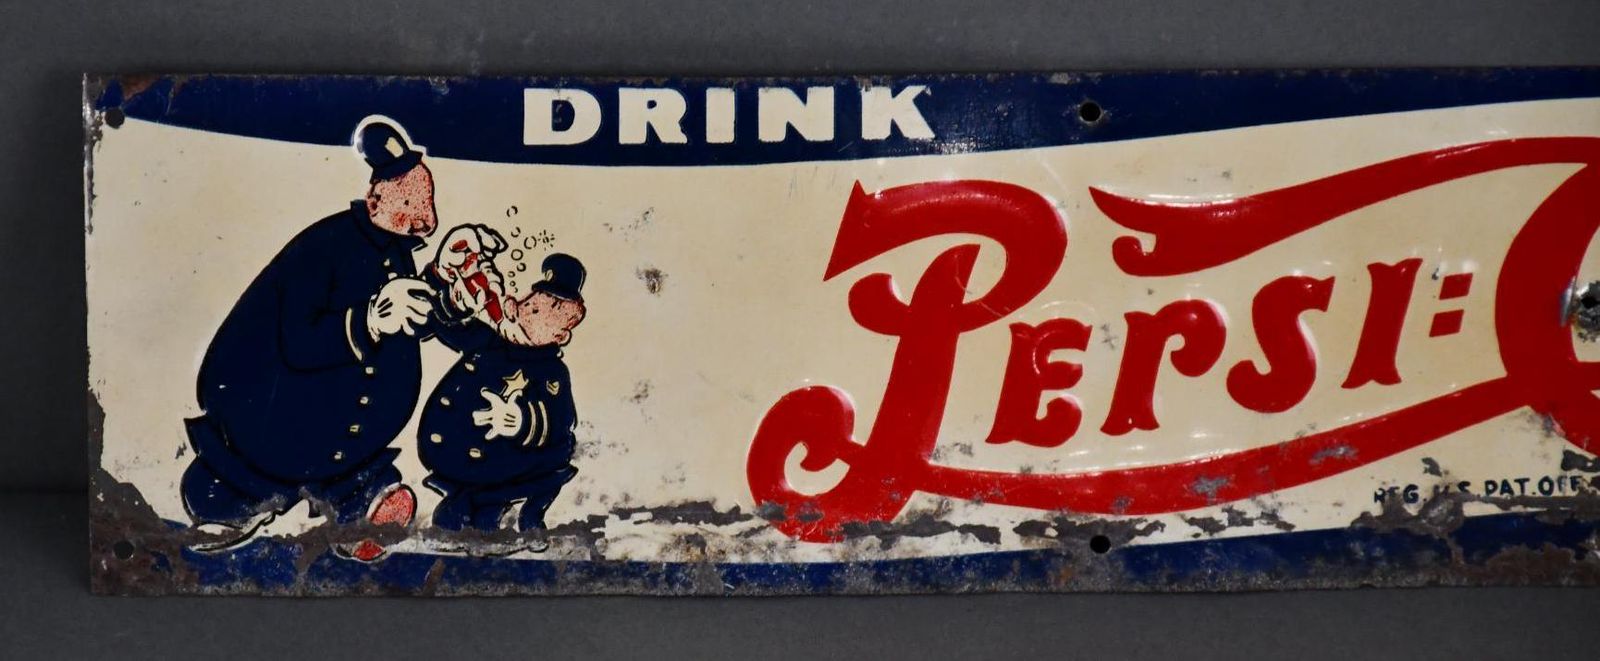 DRINK
PEPSI=C
REG. U.S. PAT. OFF.